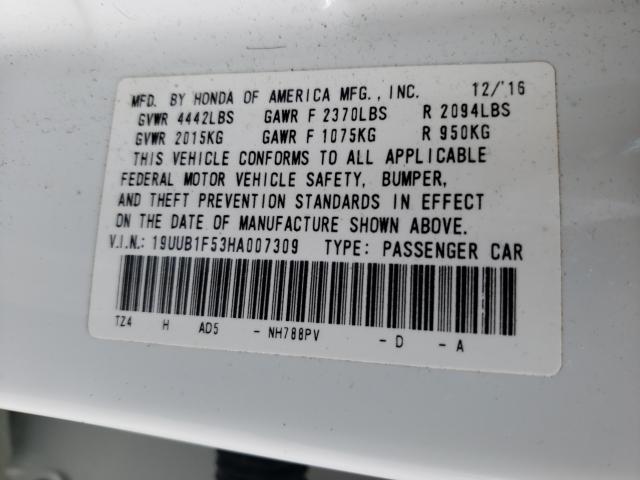 MFD. BY HONDA OF AMERICA MFG., INC. 12/'16
GVWR 4442LBS GAWR F 2370LBS R 2094LBS
GVWR 2015KG GAWR F 1075KG R 950KG
THIS VEHICLE CONFORMS TO ALL APPLICABLE
FEDERAL MOTOR VEHICLE SAFETY, BUMPER,
AND THEFT PREVENTION STANDARDS IN EFFECT
ON THE DATE OF MANUFACTURE SHOWN ABOVE.
V.I.N.: 19UUB1F53HA007309 TYPE: PASSENGER CAR
TZ4 H AD5 - NH788PV - D - A